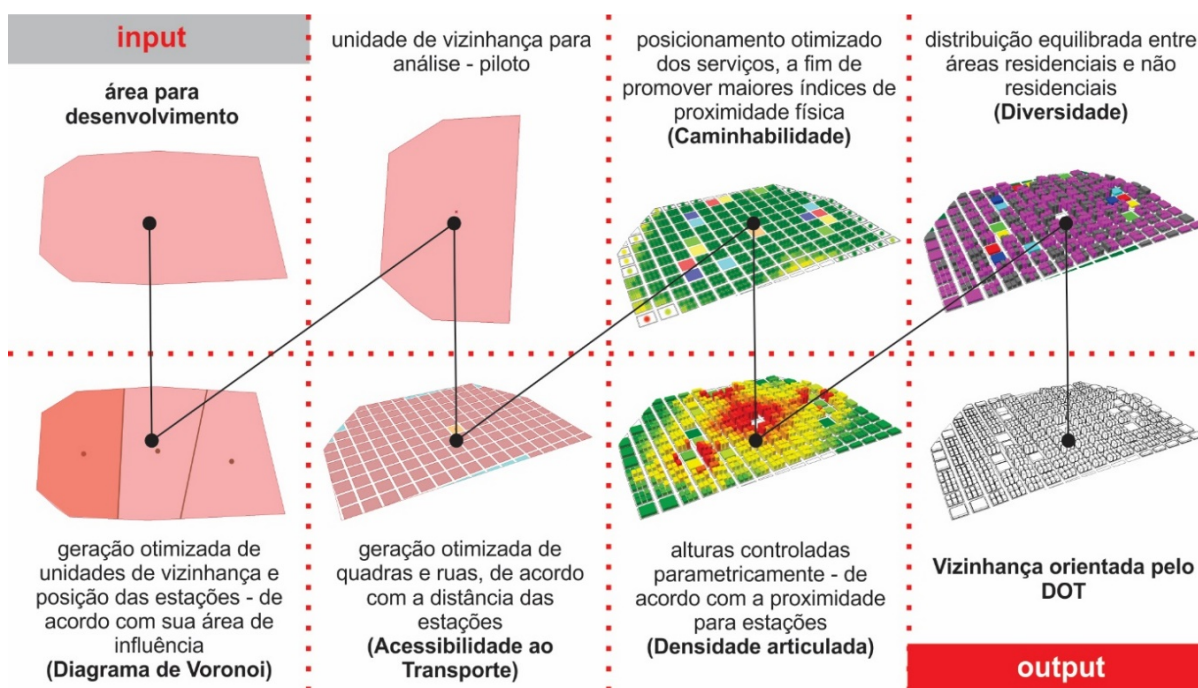 input
área para
desenvolvimento
geração otimizada de
unidades de vizinhança e
posição das estações - de
acordo com sua área de
influência
(Diagrama de Voronoi)
unidade de vizinhança para
análise - piloto
geração otimizada de
quadras e ruas, de acordo
com a distância das
estações
(Acessibilidade ao
Transporte)
posicionamento otimizado
dos serviços, a fim de
promover maiores índices de
proximidade física
(Caminhabilidade)
alturas controladas
parametricamente - de
acordo com a proximidade
para estações
(Densidade articulada)
distribuição equilibrada entre
áreas residenciais e não
residenciais
(Diversidade)
Vizinhança orientada pelo
DOT
output